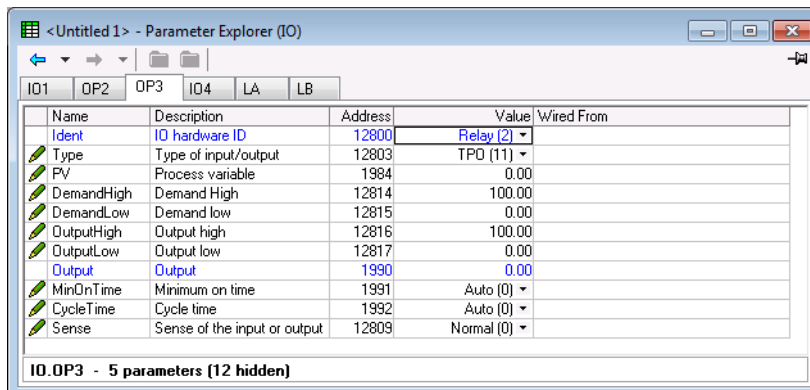 <Untitled 1> - Parameter Explorer (IO)
IO1 OP2 OP3 IO4 LA LB
Name Description Address Value Wired From
Ident IO hardware ID 12800 Relay (2)
Type Type of input/output 12803 TPO (11)
PV Process variable 1984 0.00
DemandHigh Demand High 12814 100.00
DemandLow Demand low 12815 0.00
OutputHigh Output high 12816 100.00
OutputLow Output low 12817 0.00
Output Output 1990 0.00
MinOnTime Minimum on time 1991 Auto (0)
CycleTime Cycle time 1992 Auto (0)
Sense Sense of the input or output 12809 Normal (0)
IO.OP3 - 5 parameters (12 hidden)